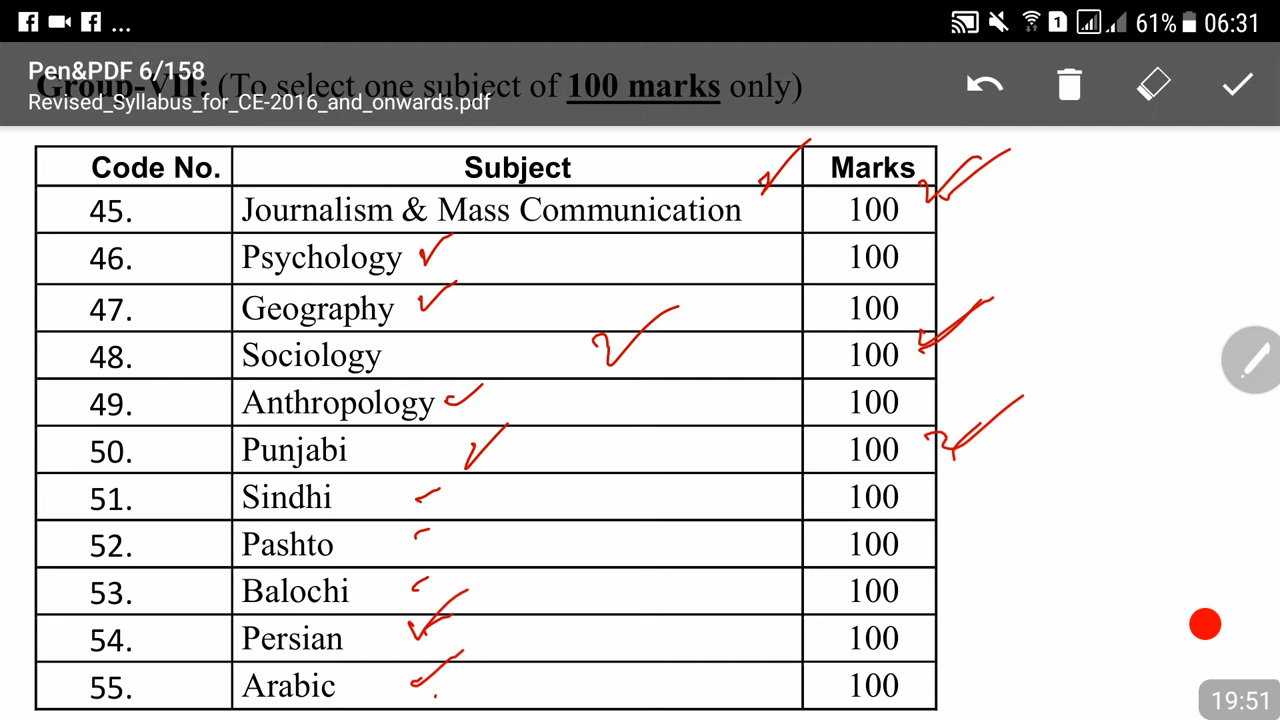 ... 1 61% 06:31
Pen&PDF 6/158
Group-VII: (To select one subject of 100 marks only)
Revised_Syllabus_for_CE-2016_and_onwards.pdf
Code No. Subject Marks
45. Journalism & Mass Communication 100
46. Psychology 100
47. Geography 100
48. Sociology 100
49. Anthropology 100
50. Punjabi 100
51. Sindhi 100
52. Pashto 100
53. Balochi 100
54. Persian 100
55. Arabic 100
19:51